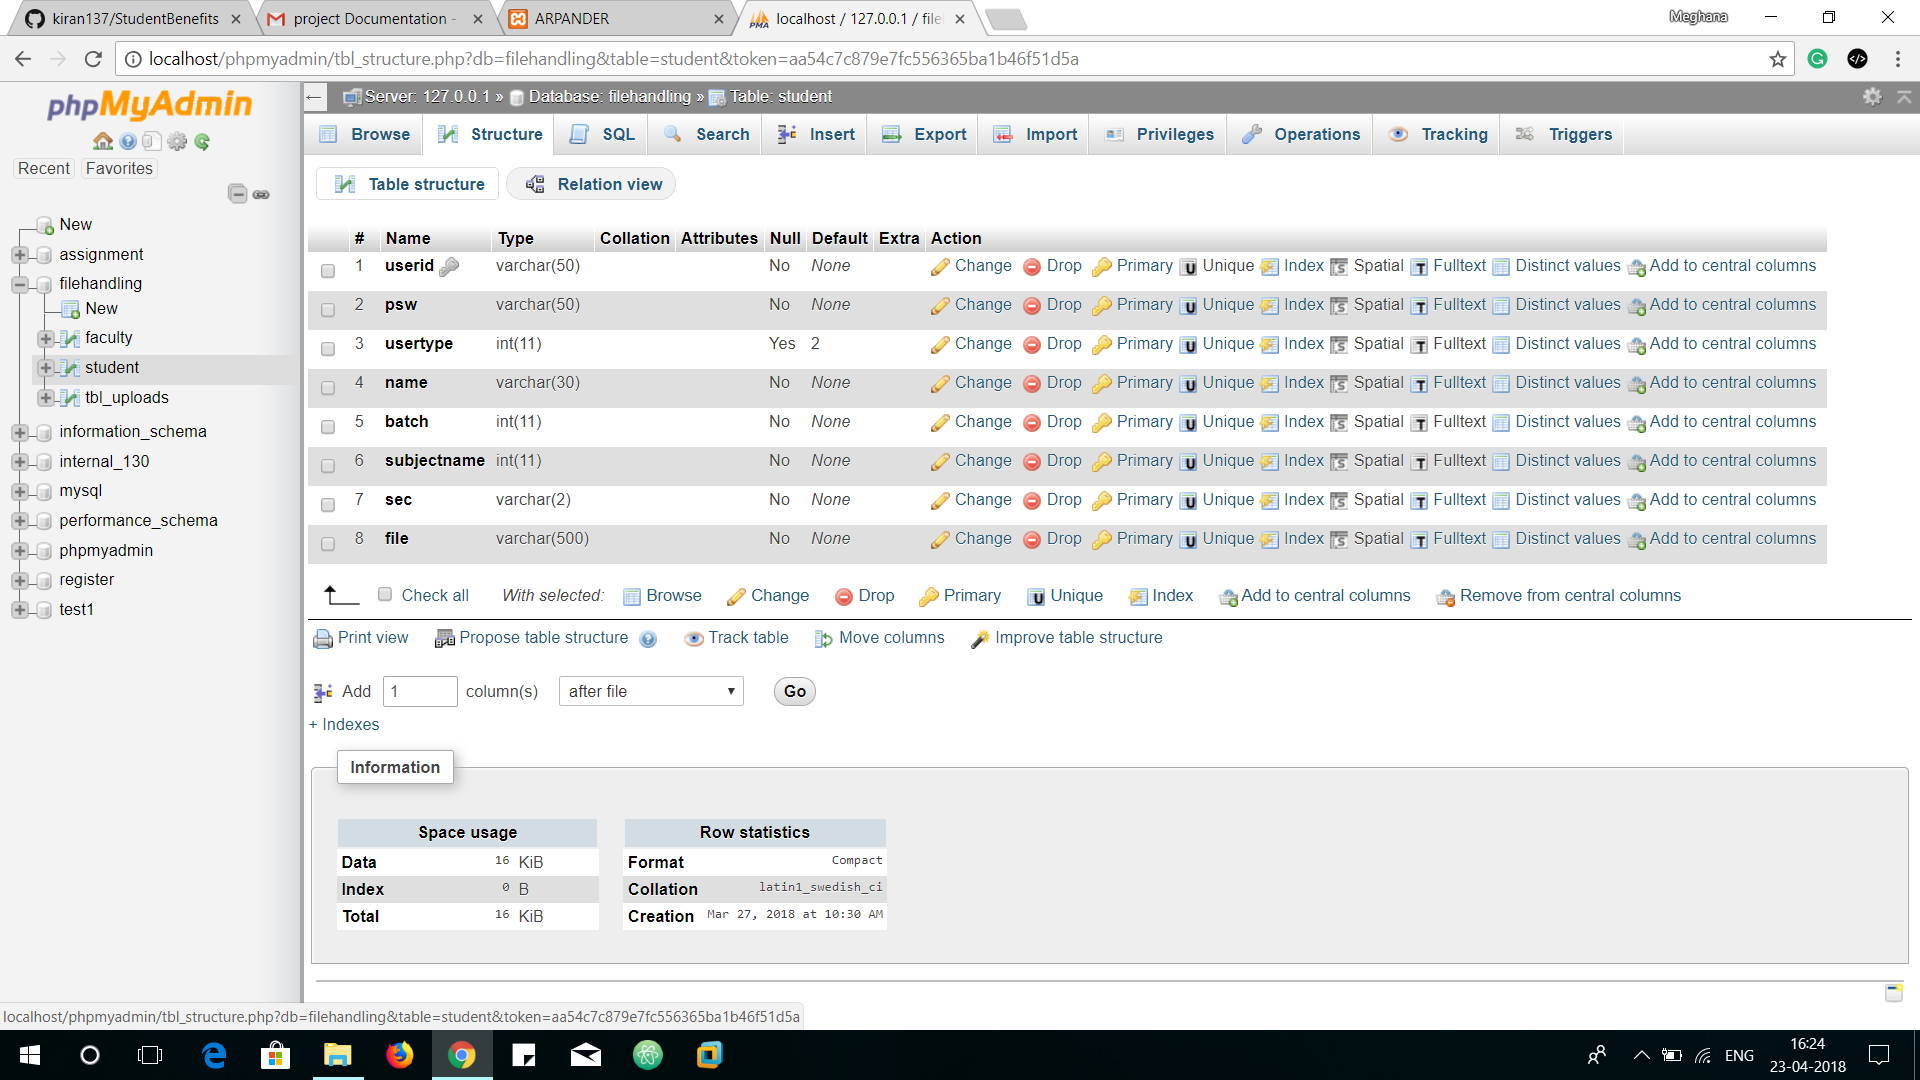 kiran137/StudentBenefits
project Documentation -
ARPANDER
localhost / 127.0.0.1 / file
Meghana
localhost/phpmyadmin/tbl_structure.php?db=filehandling&table=student&token=aa54c7c879e7fc556365ba1b46f51d5a
phpMyAdmin
Recent Favorites
New
assignment
filehandling
New
faculty
student
tbl_uploads
information_schema
internal_130
mysql
performance_schema
phpmyadmin
register
test1
Server: 127.0.0.1 » Database: filehandling » Table: student
Browse Structure SQL Search Insert Export Import Privileges Operations Tracking Triggers
Table structure Relation view
# Name Type Collation Attributes Null Default Extra Action
1 userid varchar(50) No None Change Drop Primary Unique Index Spatial Fulltext Distinct values Add to central columns
2 psw varchar(50) No None Change Drop Primary Unique Index Spatial Fulltext Distinct values Add to central columns
3 usertype int(11) Yes 2 Change Drop Primary Unique Index Spatial Fulltext Distinct values Add to central columns
4 name varchar(30) No None Change Drop Primary Unique Index Spatial Fulltext Distinct values Add to central columns
5 batch int(11) No None Change Drop Primary Unique Index Spatial Fulltext Distinct values Add to central columns
6 subjectname int(11) No None Change Drop Primary Unique Index Spatial Fulltext Distinct values Add to central columns
7 sec varchar(2) No None Change Drop Primary Unique Index Spatial Fulltext Distinct values Add to central columns
8 file varchar(500) No None Change Drop Primary Unique Index Spatial Fulltext Distinct values Add to central columns
Check all With selected: Browse Change Drop Primary Unique Index Add to central columns Remove from central columns
Print view Propose table structure Track table Move columns Improve table structure
Add 1 column(s) after file Go
+ Indexes
Information
Space usage
Data 16 KiB
Index 0 B
Total 16 KiB
Row statistics
Format Compact
Collation latin1_swedish_ci
Creation Mar 27, 2018 at 10:30 AM
localhost/phpmyadmin/tbl_structure.php?db=filehandling&table=student&token=aa54c7c879e7fc556365ba1b46f51d5a
ENG
16:24
23-04-2018